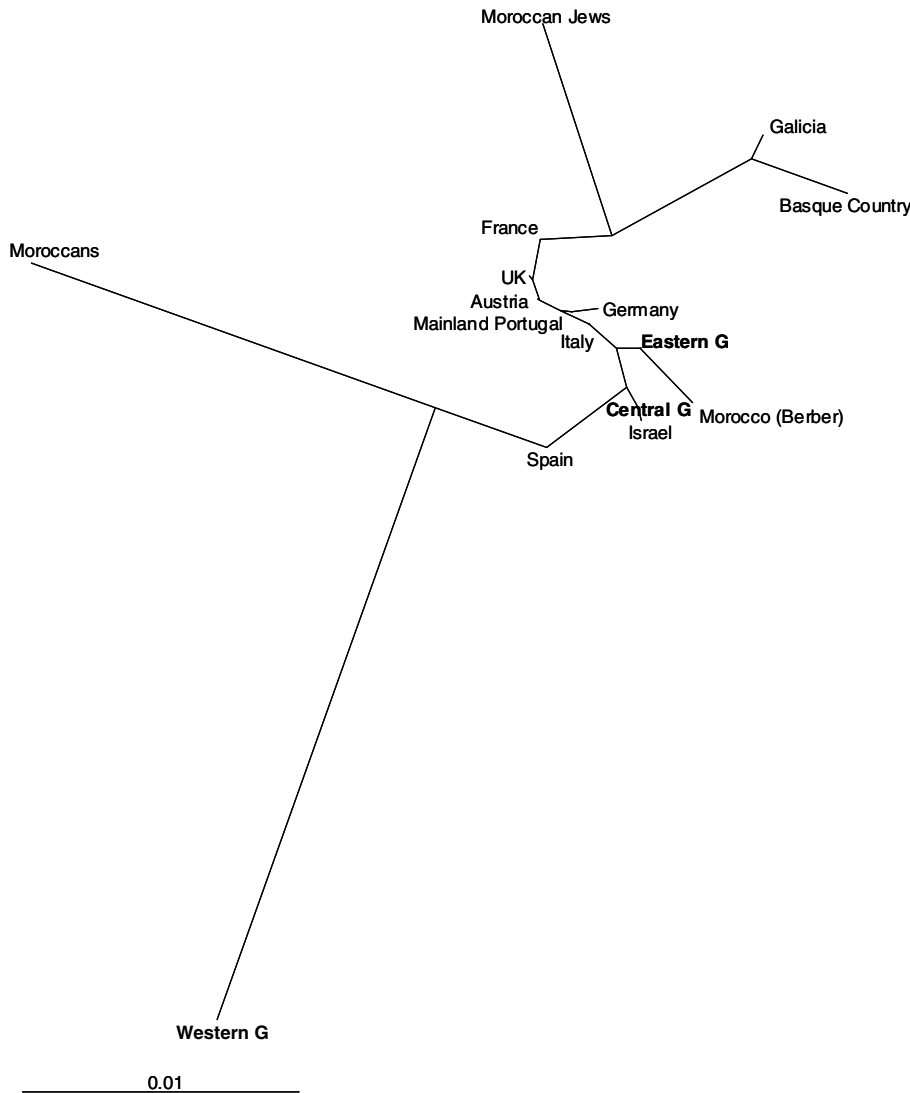 Moroccan Jews
Galicia
Basque Country
France
Moroccans
UK
Austria
Germany
Mainland Portugal
Italy
Eastern G
Central G
Morocco (Berber)
Israel
Spain
Western G
0.01